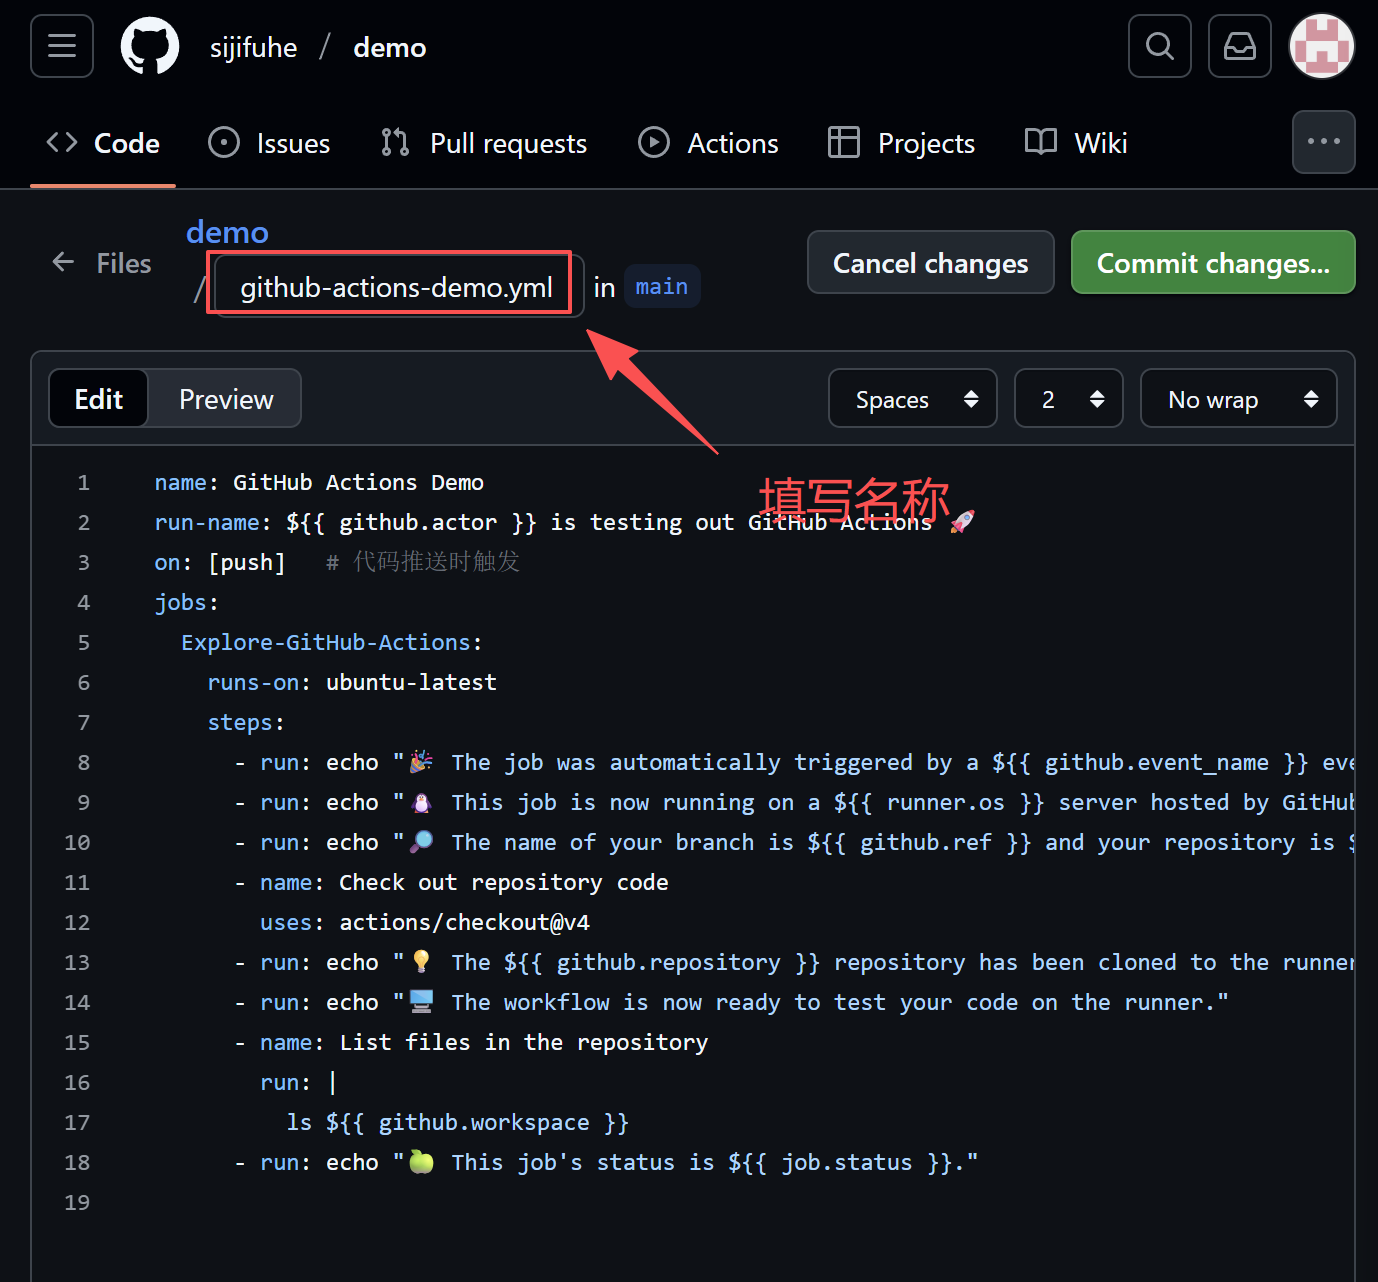 sijifuhe / demo
Code Issues Pull requests Actions Projects Wiki
demo
Files / github-actions-demo.yml in main Cancel changes Commit changes...
Edit Preview Spaces 2 No wrap
填写名称
1 name: GitHub Actions Demo
2 run-name: ${{ github.actor }} is testing out GitHub Actions 🚀
3 on: [push] # 代码推送时触发
4 jobs:
5 Explore-GitHub-Actions:
6 runs-on: ubuntu-latest
7 steps:
8 - run: echo "🎉 The job was automatically triggered by a ${{ github.event_name }} eve
9 - run: echo "🐧 This job is now running on a ${{ runner.os }} server hosted by GitHub
10 - run: echo "🔎 The name of your branch is ${{ github.ref }} and your repository is $
11 - name: Check out repository code
12 uses: actions/checkout@v4
13 - run: echo "💡 The ${{ github.repository }} repository has been cloned to the runner
14 - run: echo "🖥️ The workflow is now ready to test your code on the runner."
15 - name: List files in the repository
16 run: |
17 ls ${{ github.workspace }}
18 - run: echo "🍏 This job's status is ${{ job.status }}."
19